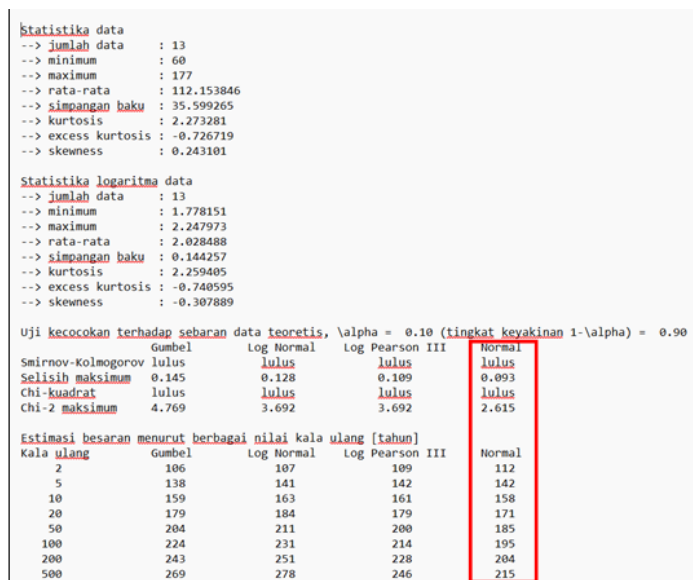 Statistika data
--> jumlah data : 13
--> minimum : 60
--> maximum : 177
--> rata-rata : 112.153846
--> simpangan baku : 35.599265
--> kurtosis : 2.273281
--> excess kurtosis : -0.726719
--> skewness : 0.243101
Statistika logaritma data
--> jumlah data : 13
--> minimum : 1.778151
--> maximum : 2.247973
--> rata-rata : 2.028488
--> simpangan baku : 0.144257
--> kurtosis : 2.259405
--> excess kurtosis : -0.740595
--> skewness : -0.307889
Uji kecocokan terhadap sebaran data teoretis, \alpha = 0.10 (tingkat keyakinan 1-\alpha) = 0.90
Gumbel Log Normal Log Pearson III Normal
Smirnov-Kolmogorov lulus lulus lulus lulus
Selisih maksimum 0.145 0.128 0.109 0.093
Chi-kuadrat lulus lulus lulus lulus
Chi-2 maksimum 4.769 3.692 3.692 2.615
Estimasi besaran menurut berbagai nilai kala ulang [tahun]
Kala ulang Gumbel Log Normal Log Pearson III Normal
2 106 107 109 112
5 138 141 142 142
10 159 163 161 158
20 179 184 179 171
50 204 211 200 185
100 224 231 214 195
200 243 251 228 204
500 269 278 246 215